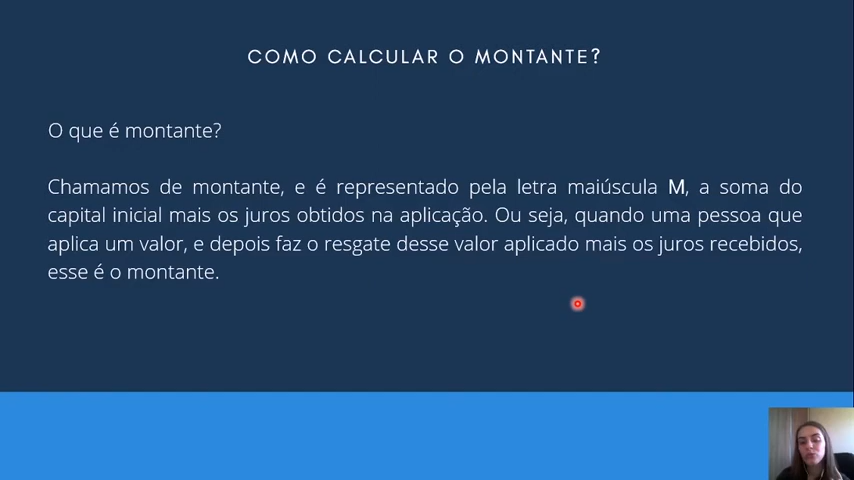 COMO CALCULAR O MONTANTE?
O que é montante?
Chamamos de montante, e é representado pela letra maiúscula M, a soma do
capital inicial mais os juros obtidos na aplicação. Ou seja, quando uma pessoa que
aplica um valor, e depois faz o resgate desse valor aplicado mais os juros recebidos,
esse é o montante.